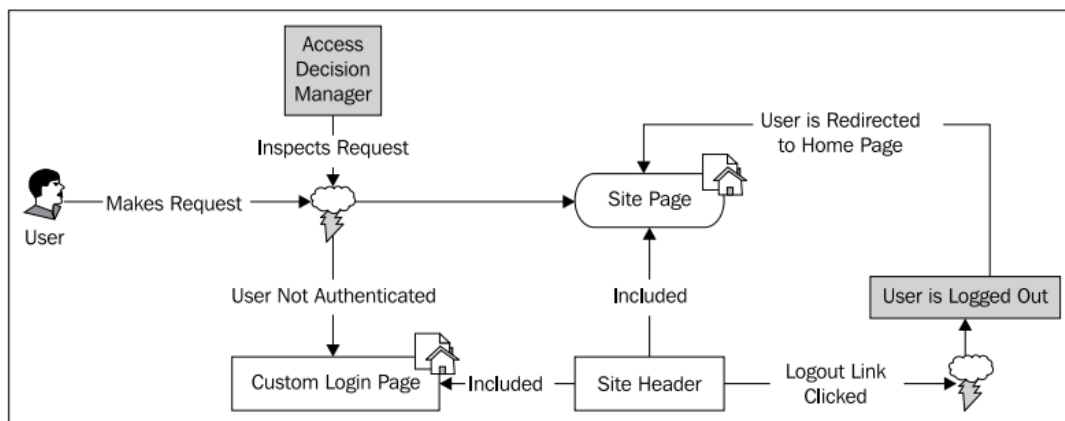 Access
Decision
Manager
Inspects Request
User is Redirected
to Home Page
Makes Request
Site Page
User
User Not Authenticated
Included
User is Logged Out
Custom Login Page
Included
Site Header
Logout Link
Clicked